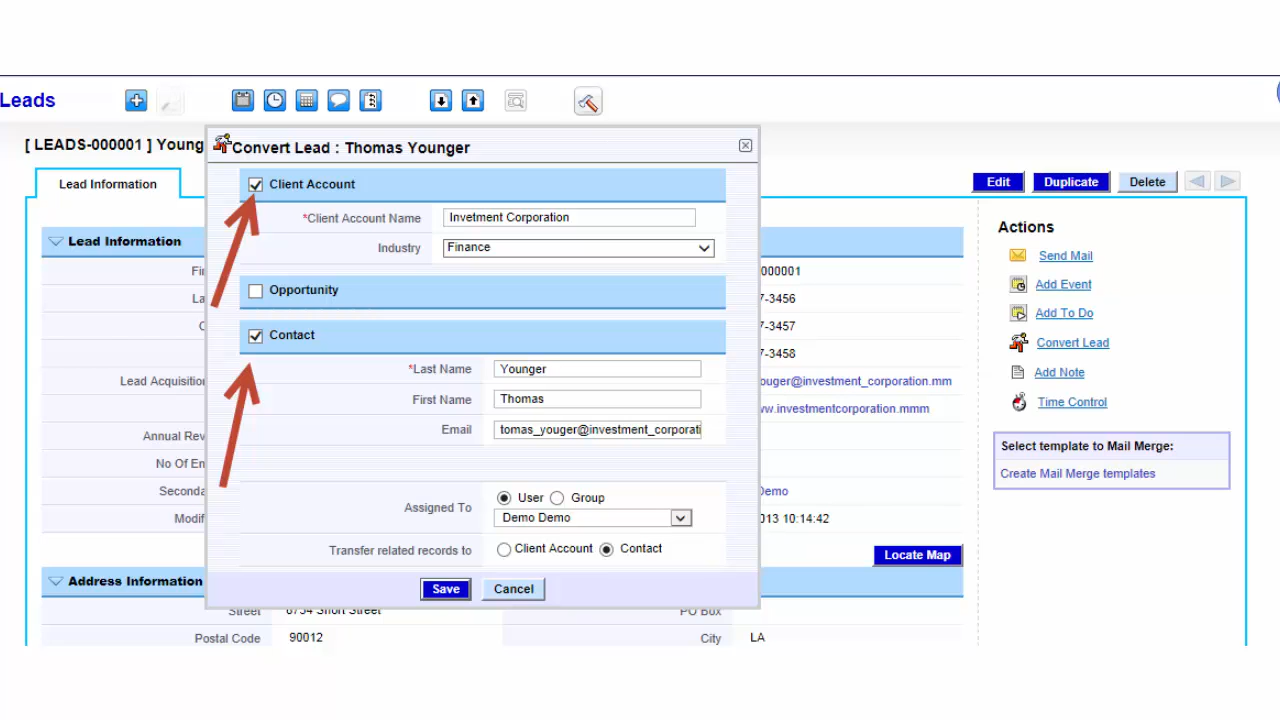 Leads
[ LEADS-000001 ] Young
Convert Lead : Thomas Younger
Lead Information
Edit
Duplicate
Delete
Client Account
*Client Account Name
Invetment Corporation
Industry
Finance
Opportunity
Contact
*Last Name
Younger
First Name
Thomas
Email
tomas_youger@investment_corporati
Assigned To
User
Group
Demo Demo
Transfer related records to
Client Account
Contact
Save
Cancel
Lead Information
Fir
000001
La
7-3456
C
7-3457
7-3458
Lead Acquisition
ouger@investment_corporation.mm
ww.investmentcorporation.mmm
Annual Rev
No Of En
Seconda
Demo
Modif
013 10:14:42
Locate Map
Address Information
Street
6754 Short Street
PO Box
Postal Code
90012
City
LA
Actions
Send Mail
Add Event
Add To Do
Convert Lead
Add Note
Time Control
Select template to Mail Merge:
Create Mail Merge templates